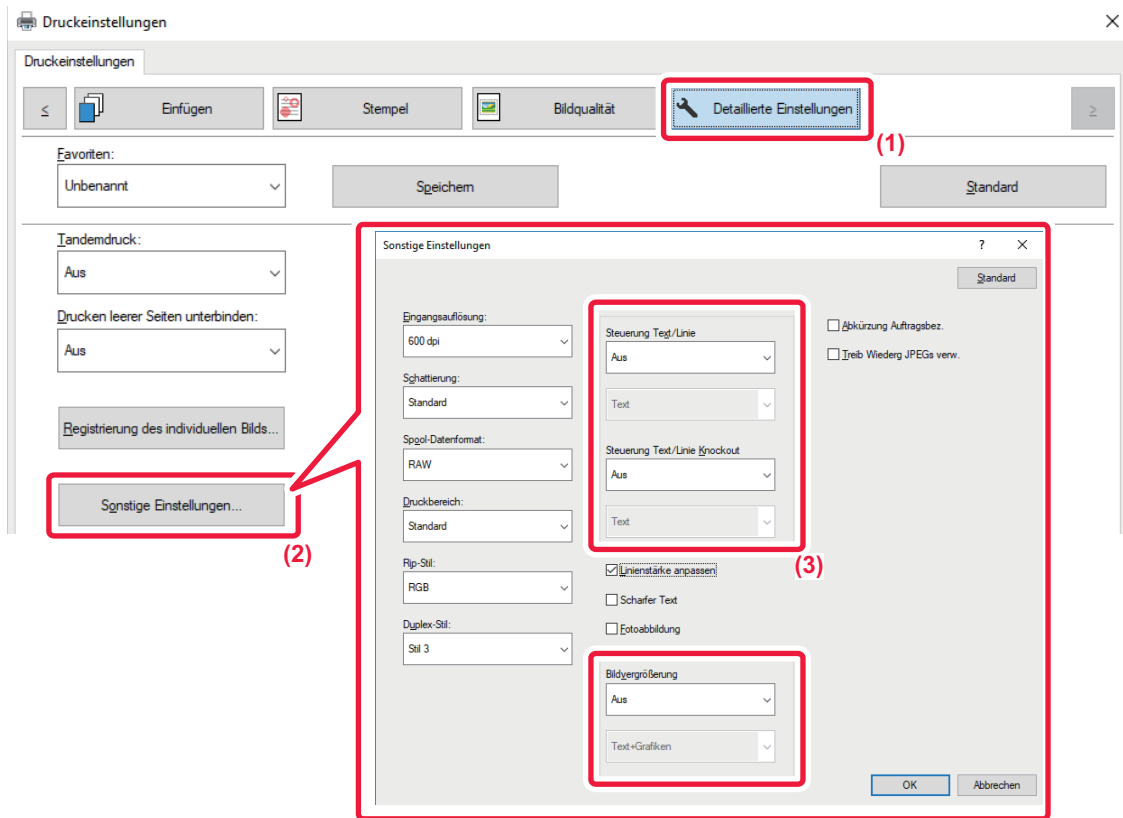 Druckeinstellungen
Druckeinstellungen
≤ Einfügen Stempel Bildqualität Detaillierte Einstellungen ≥
(1)
Favoriten:
Unbenannt Speichern Standard
Tandemdruck:
Aus
Drucken leerer Seiten unterbinden:
Aus
Registrierung des individuellen Bilds...
Sonstige Einstellungen...
(2)
Sonstige Einstellungen ?
Standard
Eingangsauflösung:
600 dpi
Schattierung:
Standard
Spool-Datenformat:
RAW
Druckbereich:
Standard
Rip-Stil:
RGB
Duplex-Stil:
Stil 3
Steuerung Text/Linie
Aus
Text
Steuerung Text/Linie Knockout
Aus
Text
(3)
Linienstärke anpassen
Scharfer Text
Fotoabbildung
Bildvergrößerung
Aus
Text+Grafiken
Abkürzung Auftragsbez.
Treib Wiederg JPEGs verw.
OK Abbrechen